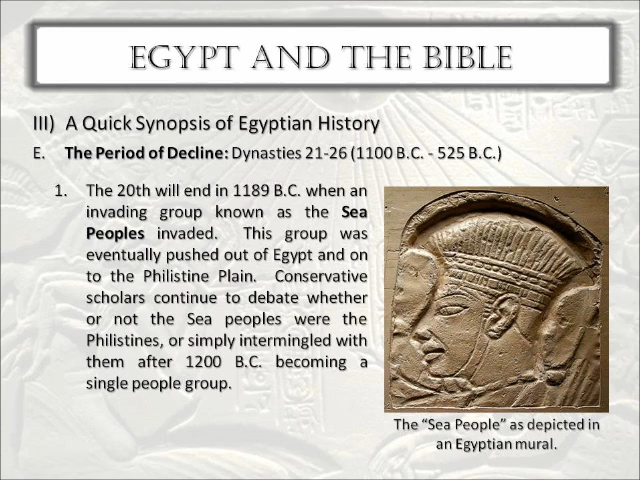 EGYPT AND THE BIBLE
III) A Quick Synopsis of Egyptian History
E. The Period of Decline: Dynasties 21-26 (1100 B.C. - 525 B.C.)
1. The 20th will end in 1189 B.C. when an
invading group known as the Sea
Peoples invaded. This group was
eventually pushed out of Egypt and on
to the Philistine Plain. Conservative
scholars continue to debate whether
or not the Sea peoples were the
Philistines, or simply intermingled with
them after 1200 B.C. becoming a
single people group.
The “Sea People” as depicted in
an Egyptian mural.